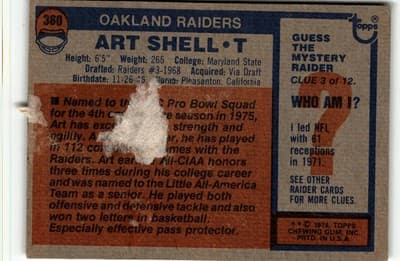 380
OAKLAND RAIDERS
ART SHELL • T
Height: 6'5" Weight: 265 College: Maryland State
Drafted: Raiders #3-1968 Acquired: Via Draft
Birthdate: 11-26- Home: Pleasanton, California
Named to the C Pro Bowl Squad
for the 4th season in 1975,
Art has exc strength and
agility. A r, he has played
in 112 co mes with the
Raiders. Art ea All-CIAA honors
three times during his college career
and was named to the Little All-America
Team as a senior. He played both
offensive and defensive tackle and also
won two letters in basketball.
Especially effective pass protector.
Topps
GUESS
THE
MYSTERY
RAIDER
CLUE 3 of 12.
WHO AM I?
I led NFL
with 61
receptions
in 1971.
SEE OTHER
RAIDER CARDS
FOR MORE CLUES.
** © 1976, TOPPS
CHEWING GUM, INC.
PRTD. IN U.S.A.